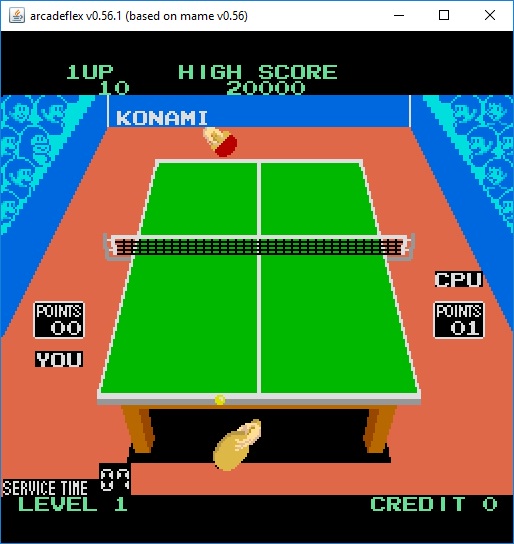 arcadeflex v0.56.1 (based on mame v0.56)
1UP HIGH SCORE
10 20000
KONAMI
CPU
POINTS
00
POINTS
01
YOU
SERVICE TIME
LEVEL 1 CREDIT 0